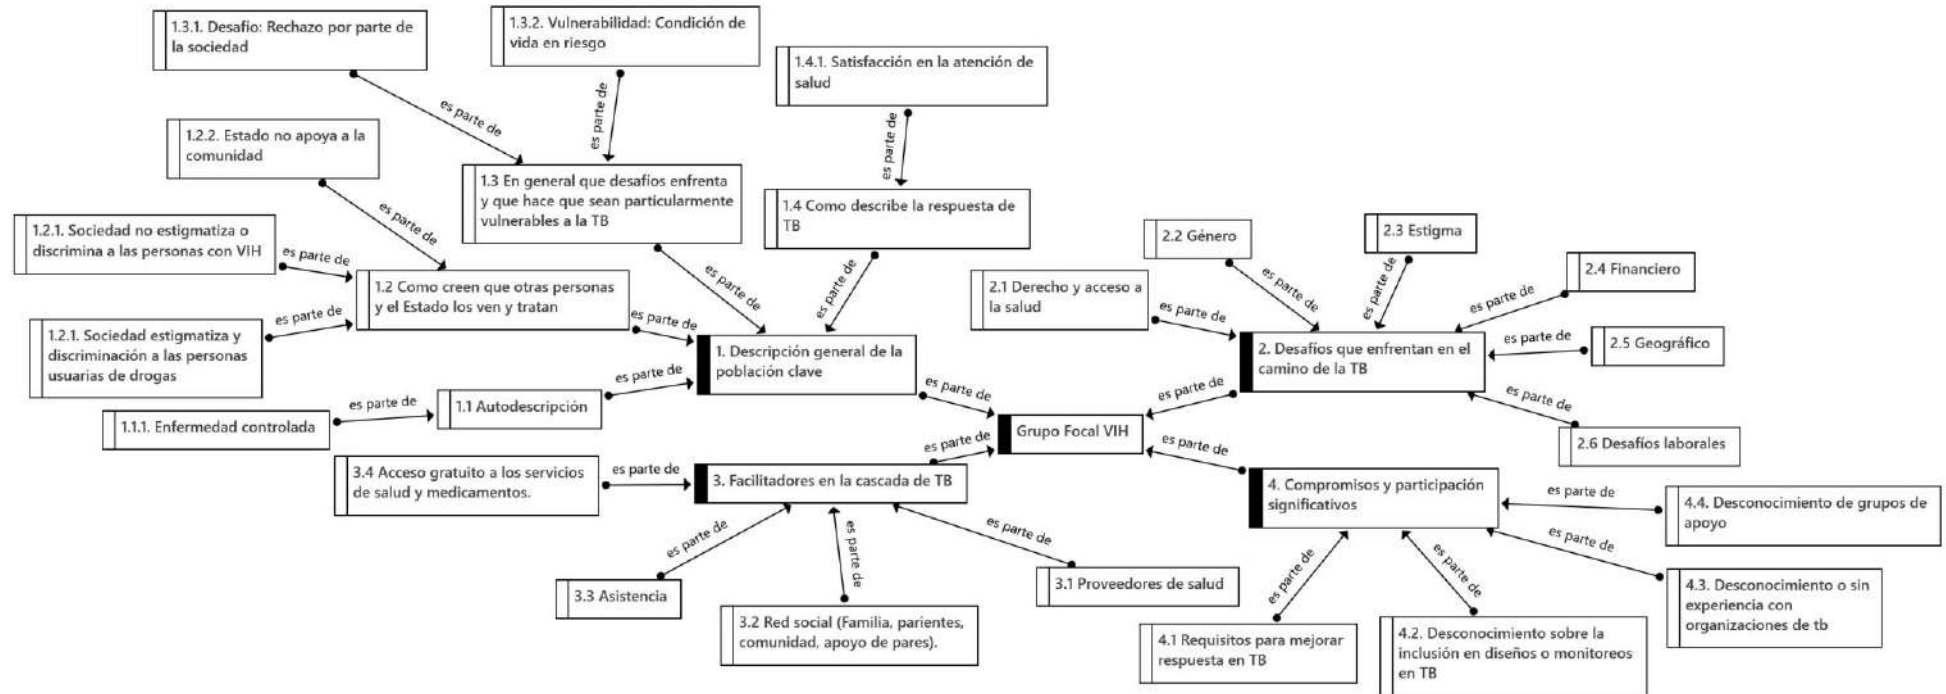 1.3.1. Desafío: Rechazo por parte de
la sociedad
1.3.2. Vulnerabilidad: Condición de
vida en riesgo
1.4.1. Satisfacción en la atención de
salud
es parte de
es parte de
es parte de
1.2.2. Estado no apoya a la
comunidad
1.3 En general que desafíos enfrenta
y que hace que sean particularmente
vulnerables a la TB
1.4 Como describe la respuesta de
TB
es parte de
1.2.1. Sociedad no estigmatiza o
discrimina a las personas con VIH
es parte de
1.2 Como creen que otras personas
y el Estado los ven y tratan
es parte de
es parte de
1.2.1. Sociedad estigmatiza y
discriminación a las personas
usuarias de drogas
es parte de
es parte de
1. Descripción general de la
población clave
es parte de
1.1 Autodescripción
es parte de
1.1.1. Enfermedad controlada
es parte de
2.2 Género
2.3 Estigma
2.4 Financiero
2.1 Derecho y acceso a
la salud
es parte de
es parte de
es parte de
es parte de
2. Desafíos que enfrentan en el
camino de la TB
es parte de
2.5 Geográfico
es parte de
2.6 Desafíos laborales
es parte de
Grupo Focal VIH
es parte de
es parte de
3.4 Acceso gratuito a los servicios
de salud y medicamentos.
es parte de
3. Facilitadores en la cascada de TB
es parte de
es parte de
es parte de
3.3 Asistencia
3.2 Red social (Familia, parientes,
comunidad, apoyo de pares).
3.1 Proveedores de salud
4. Compromisos y participación
significativos
es parte de
4.4. Desconocimiento de grupos de
apoyo
es parte de
4.3. Desconocimiento o sin
experiencia con
organizaciones de tb
es parte de
es parte de
4.1 Requisitos para mejorar
respuesta en TB
4.2. Desconocimiento sobre la
inclusión en diseños o monitoreos
en TB